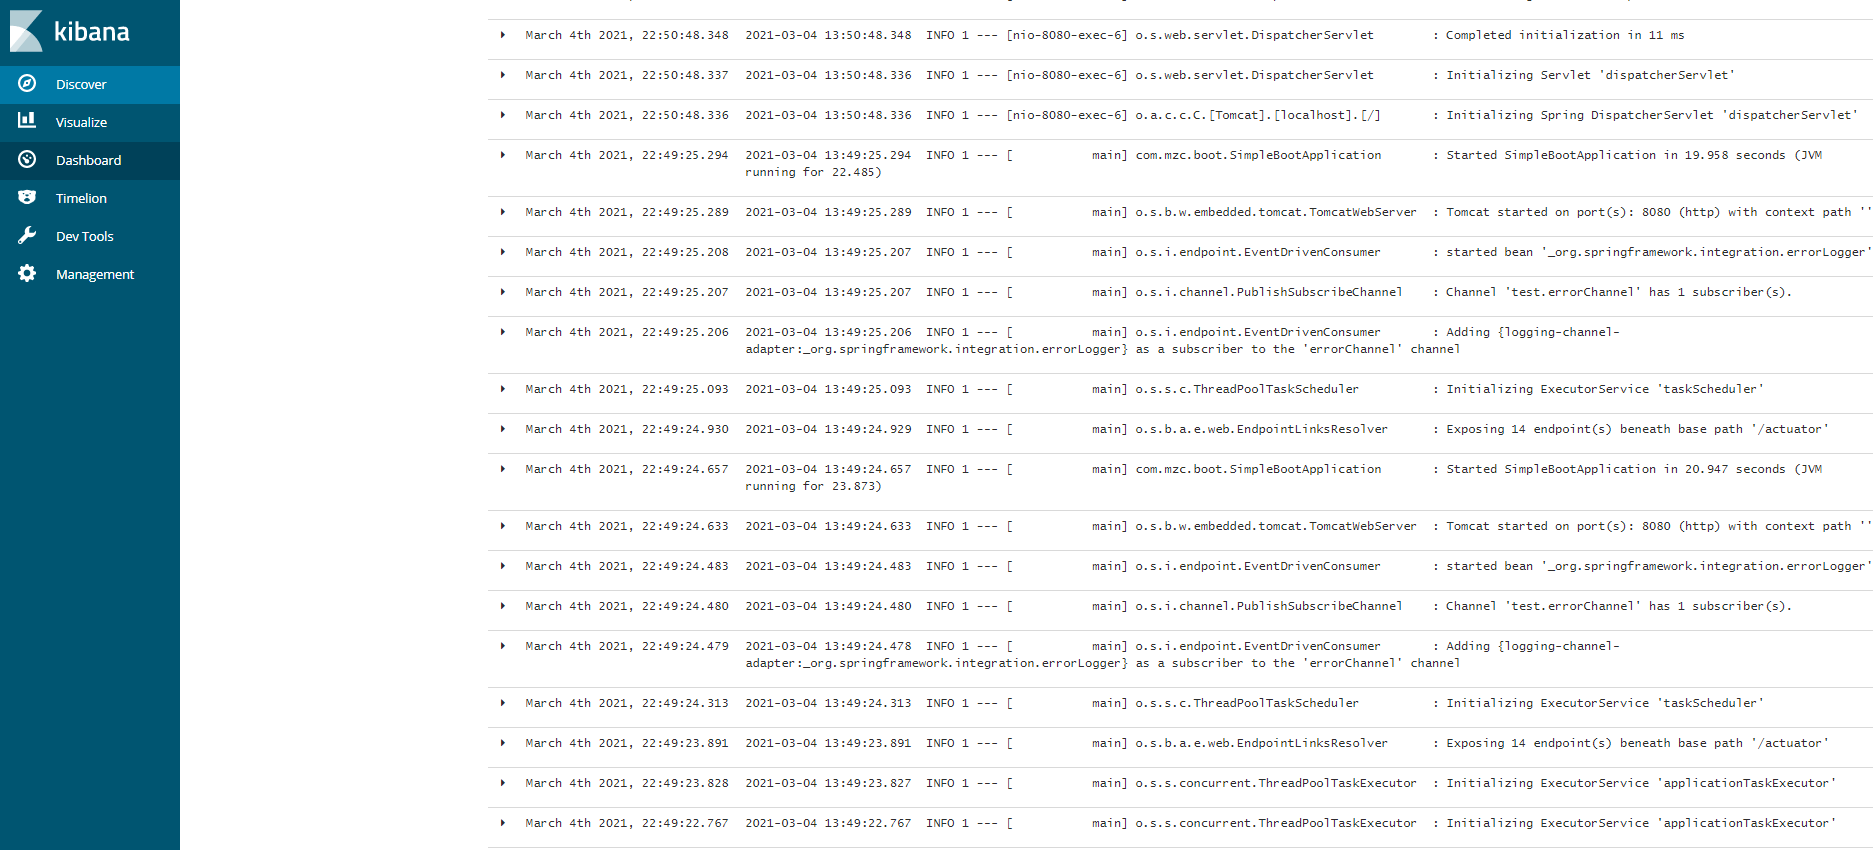 kibana
Discover
Visualize
Dashboard
Timelion
Dev Tools
Management
March 4th 2021, 22:50:48.348 2021-03-04 13:50:48.348 INFO 1 --- [nio-8080-exec-6] o.s.web.servlet.DispatcherServlet : Completed initialization in 11 ms
March 4th 2021, 22:50:48.337 2021-03-04 13:50:48.336 INFO 1 --- [nio-8080-exec-6] o.s.web.servlet.DispatcherServlet : Initializing Servlet 'dispatcherServlet'
March 4th 2021, 22:50:48.336 2021-03-04 13:50:48.336 INFO 1 --- [nio-8080-exec-6] o.a.c.c.C.[Tomcat].[localhost].[/] : Initializing Spring DispatcherServlet 'dispatcherServlet'
March 4th 2021, 22:49:25.294 2021-03-04 13:49:25.294 INFO 1 --- [ main] com.mzc.boot.SimpleBootApplication : Started SimpleBootApplication in 19.958 seconds (JVM
running for 22.485)
March 4th 2021, 22:49:25.289 2021-03-04 13:49:25.289 INFO 1 --- [ main] o.s.b.w.embedded.tomcat.TomcatWebServer : Tomcat started on port(s): 8080 (http) with context path ''
March 4th 2021, 22:49:25.208 2021-03-04 13:49:25.207 INFO 1 --- [ main] o.s.i.endpoint.EventDrivenConsumer : started bean '_org.springframework.integration.errorLogger'
March 4th 2021, 22:49:25.207 2021-03-04 13:49:25.207 INFO 1 --- [ main] o.s.i.channel.PublishSubscribeChannel : Channel 'test.errorChannel' has 1 subscriber(s).
March 4th 2021, 22:49:25.206 2021-03-04 13:49:25.206 INFO 1 --- [ main] o.s.i.endpoint.EventDrivenConsumer : Adding {logging-channel-
adapter:_org.springframework.integration.errorLogger} as a subscriber to the 'errorChannel' channel
March 4th 2021, 22:49:25.093 2021-03-04 13:49:25.093 INFO 1 --- [ main] o.s.s.c.ThreadPoolTaskScheduler : Initializing ExecutorService 'taskScheduler'
March 4th 2021, 22:49:24.930 2021-03-04 13:49:24.929 INFO 1 --- [ main] o.s.b.a.e.web.EndpointLinksResolver : Exposing 14 endpoint(s) beneath base path '/actuator'
March 4th 2021, 22:49:24.657 2021-03-04 13:49:24.657 INFO 1 --- [ main] com.mzc.boot.SimpleBootApplication : Started SimpleBootApplication in 20.947 seconds (JVM
running for 23.873)
March 4th 2021, 22:49:24.633 2021-03-04 13:49:24.633 INFO 1 --- [ main] o.s.b.w.embedded.tomcat.TomcatWebServer : Tomcat started on port(s): 8080 (http) with context path ''
March 4th 2021, 22:49:24.483 2021-03-04 13:49:24.483 INFO 1 --- [ main] o.s.i.endpoint.EventDrivenConsumer : started bean '_org.springframework.integration.errorLogger'
March 4th 2021, 22:49:24.480 2021-03-04 13:49:24.480 INFO 1 --- [ main] o.s.i.channel.PublishSubscribeChannel : Channel 'test.errorChannel' has 1 subscriber(s).
March 4th 2021, 22:49:24.479 2021-03-04 13:49:24.478 INFO 1 --- [ main] o.s.i.endpoint.EventDrivenConsumer : Adding {logging-channel-
adapter:_org.springframework.integration.errorLogger} as a subscriber to the 'errorChannel' channel
March 4th 2021, 22:49:24.313 2021-03-04 13:49:24.313 INFO 1 --- [ main] o.s.s.c.ThreadPoolTaskScheduler : Initializing ExecutorService 'taskScheduler'
March 4th 2021, 22:49:23.891 2021-03-04 13:49:23.891 INFO 1 --- [ main] o.s.b.a.e.web.EndpointLinksResolver : Exposing 14 endpoint(s) beneath base path '/actuator'
March 4th 2021, 22:49:23.828 2021-03-04 13:49:23.827 INFO 1 --- [ main] o.s.s.concurrent.ThreadPoolTaskExecutor : Initializing ExecutorService 'applicationTaskExecutor'
March 4th 2021, 22:49:22.767 2021-03-04 13:49:22.767 INFO 1 --- [ main] o.s.s.concurrent.ThreadPoolTaskExecutor : Initializing ExecutorService 'applicationTaskExecutor'